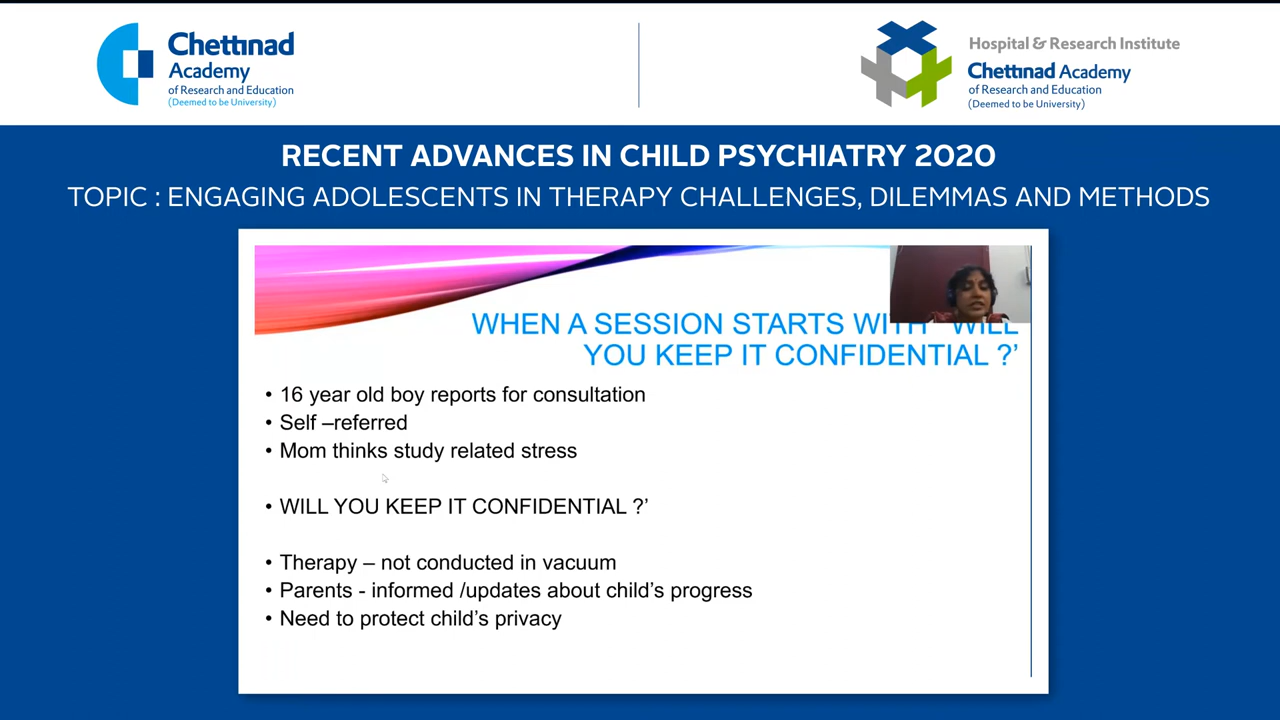 Chettinad
Academy
of Research and Education
(Deemed to be University)
Hospital & Research Institute
Chettinad Academy
of Research and Education
(Deemed to be University)
RECENT ADVANCES IN CHILD PSYCHIATRY 2020
TOPIC : ENGAGING ADOLESCENTS IN THERAPY CHALLENGES, DILEMMAS AND METHODS
WHEN A SESSION STARTS WITH ‘WILL
YOU KEEP IT CONFIDENTIAL ?’
• 16 year old boy reports for consultation
• Self –referred
• Mom thinks study related stress
• WILL YOU KEEP IT CONFIDENTIAL ?’
• Therapy – not conducted in vacuum
• Parents - informed /updates about child’s progress
• Need to protect child’s privacy